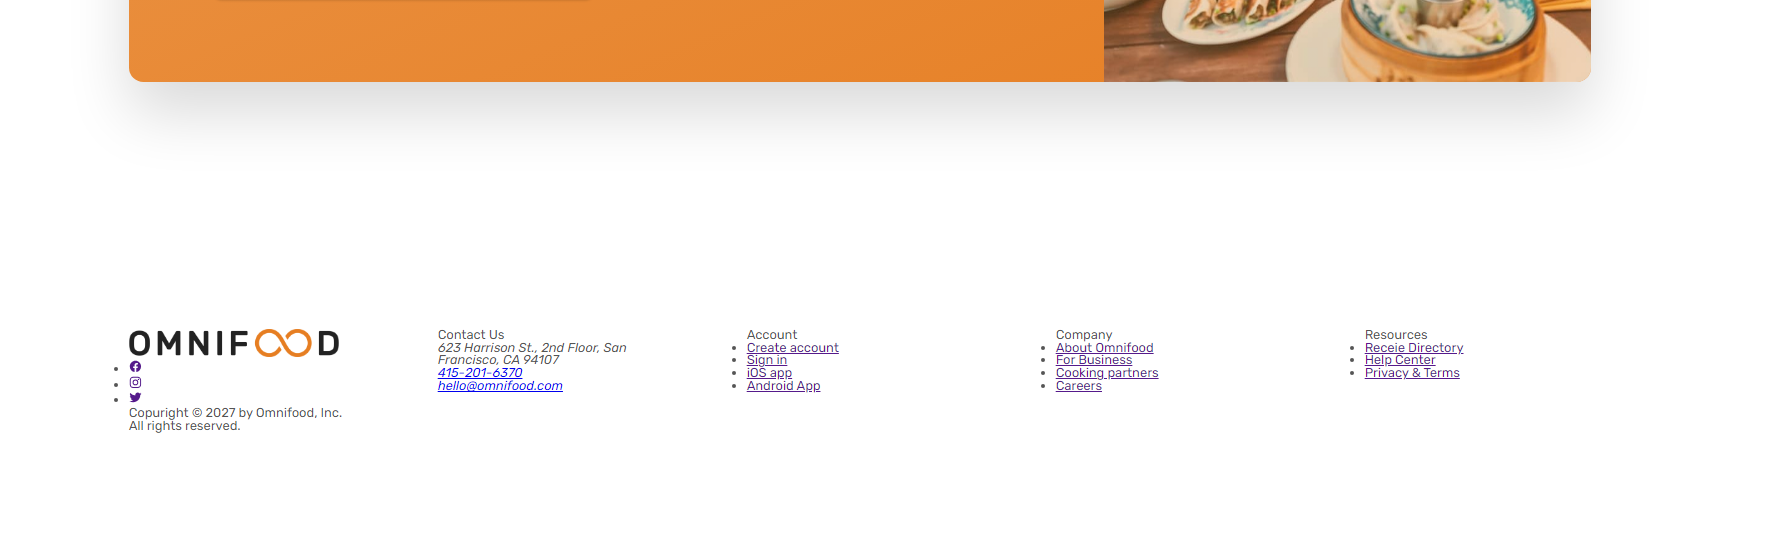 OMNIFOOD
Copuright © 2027 by Omnifood, Inc.
All rights reserved.
Contact Us
623 Harrison St., 2nd Floor, San
Francisco, CA 94107
415-201-6370
hello@omnifood.com
Account
Create account
Sign in
iOS app
Android App
Company
About Omnifood
For Business
Cooking partners
Careers
Resources
Receie Directory
Help Center
Privacy & Terms